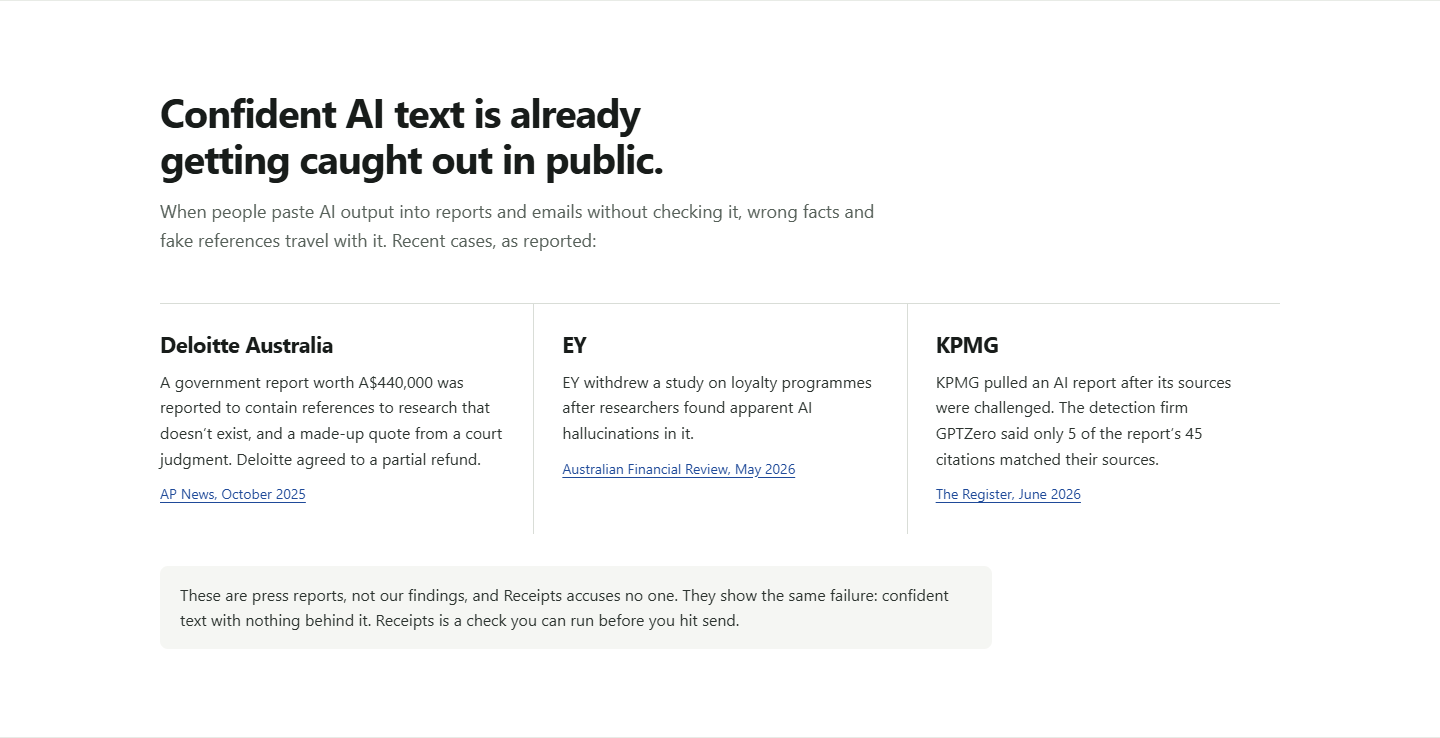 Confident AI text is already
getting caught out in public.
When people paste AI output into reports and emails without checking it, wrong facts and
fake references travel with it. Recent cases, as reported:
Deloitte Australia
A government report worth A$440,000 was
reported to contain references to research that
doesn’t exist, and a made-up quote from a court
judgment. Deloitte agreed to a partial refund.
AP News, October 2025
EY
EY withdrew a study on loyalty programmes
after researchers found apparent AI
hallucinations in it.
Australian Financial Review, May 2026
KPMG
KPMG pulled an AI report after its sources
were challenged. The detection firm
GPTZero said only 5 of the report’s 45
citations matched their sources.
The Register, June 2026
These are press reports, not our findings, and Receipts accuses no one. They show the same failure: confident
text with nothing behind it. Receipts is a check you can run before you hit send.